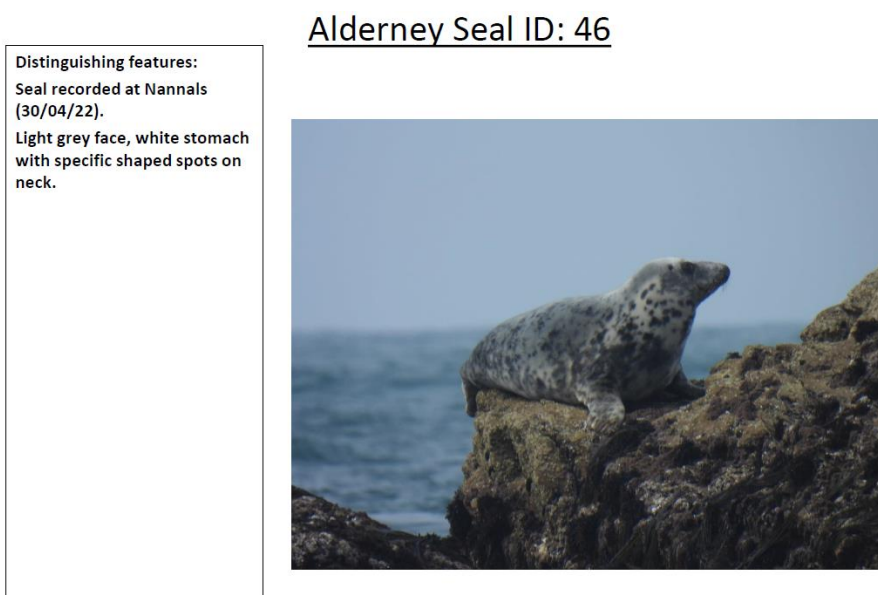 Alderney Seal ID: 46
Distinguishing features:
Seal recorded at Nannals
(30/04/22).
Light grey face, white stomach
with specific shaped spots on
neck.